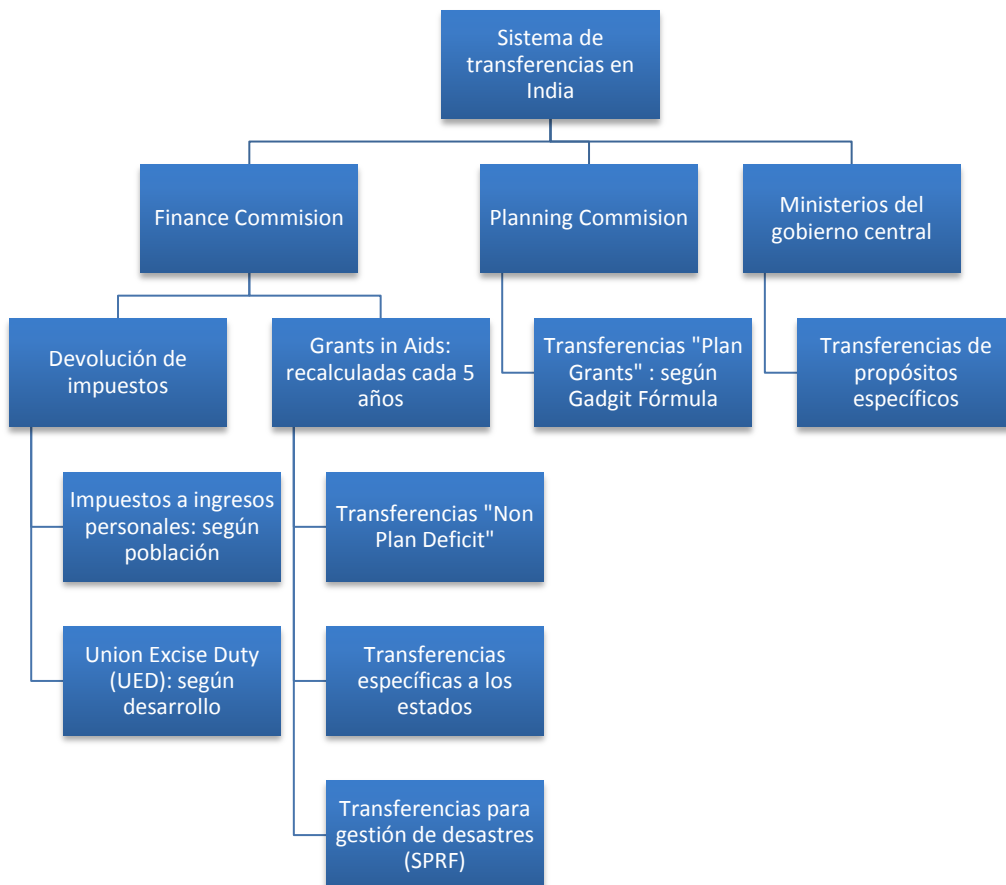 Sistema de
transferencias en
India
Finance Commision
Planning Commision
Ministerios del
gobierno central
Devolución de
impuestos
Grants in Aids:
recalculadas cada 5
años
Transferencias "Plan
Grants" : según
Gadgit Fórmula
Transferencias de
propósitos
específicos
Impuestos a ingresos
personales: según
población
Transferencias "Non
Plan Deficit"
Union Excise Duty
(UED): según
desarrollo
Transferencias
específicas a los
estados
Transferencias para
gestión de desastres
(SPRF)